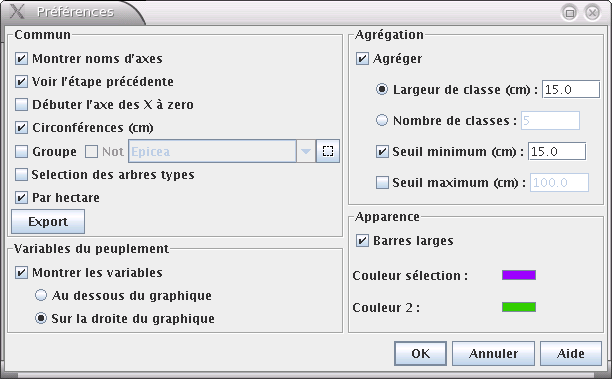 Préférences
Commun
Montrer noms d'axes
Voir l'étape précédente
Débuter l'axe des X à zero
Circonférences (cm)
Groupe Not Epicea
Selection des arbres types
Par hectare
Export
Variables du peuplement
Montrer les variables
Au dessous du graphique
Sur la droite du graphique
Agrégation
Agréger
Largeur de classe (cm) : 15.0
Nombre de classes : 5
Seuil minimum (cm) : 15.0
Seuil maximum (cm) : 100.0
Apparence
Barres larges
Couleur sélection :
Couleur 2 :
OK Annuler Aide